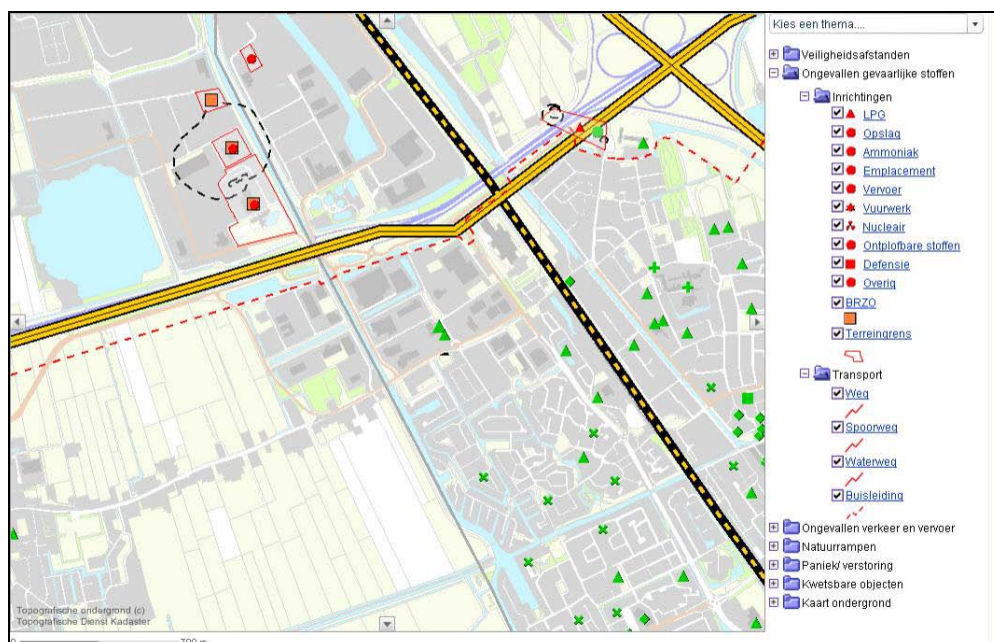 Kies een thema....
Veiligheidsafstanden
Ongevallen gevaarlijke stoffen
Inrichtingen
LPG
Opslag
Ammoniak
Emplacement
Vervoer
Vuurwerk
Nucleair
Ontplofbare stoffen
Defensie
Overig
BRZO
Terreingrens
Transport
Weg
Spoorweg
Waterweg
Buisleiding
Ongevallen verkeer en vervoer
Natuurrampen
Paniek/ verstoring
Kwetsbare objecten
Kaart ondergrond
Topografische ondergrond (c)
Topografische Dienst Kadaster
0 700 m